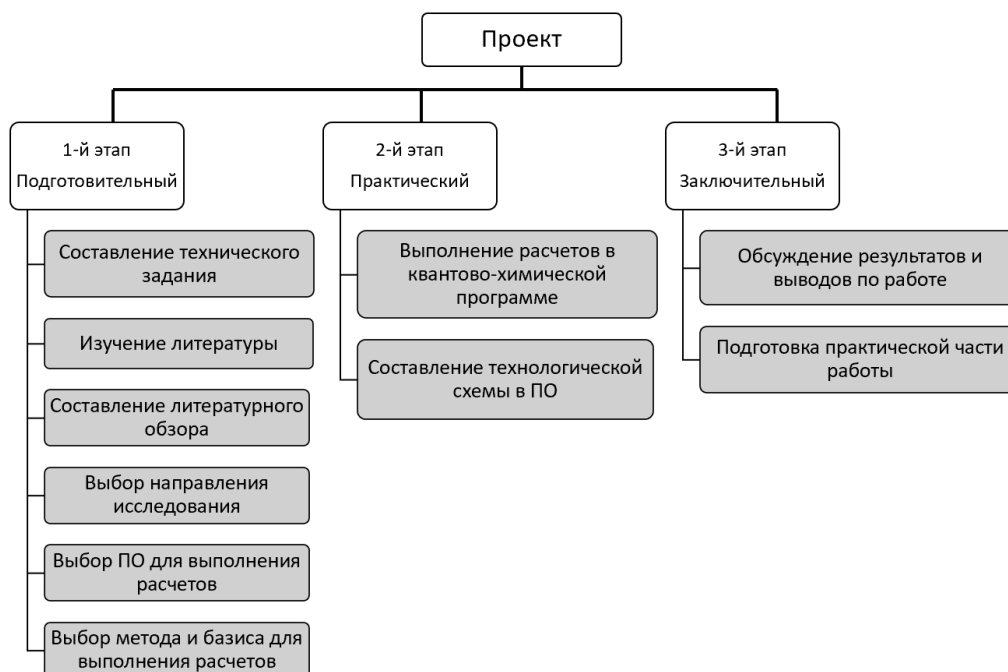 Проект
1-й этап
Подготовительный
Составление технического
задания
Изучение литературы
Составление литературного
обзора
Выбор направления
исследования
Выбор ПО для выполнения
расчетов
Выбор метода и базиса для
выполнения расчетов
2-й этап
Практический
Выполнение расчетов в
квантово-химической
программе
Составление технологической
схемы в ПО
3-й этап
Заключительный
Обсуждение результатов и
выводов по работе
Подготовка практической части
работы